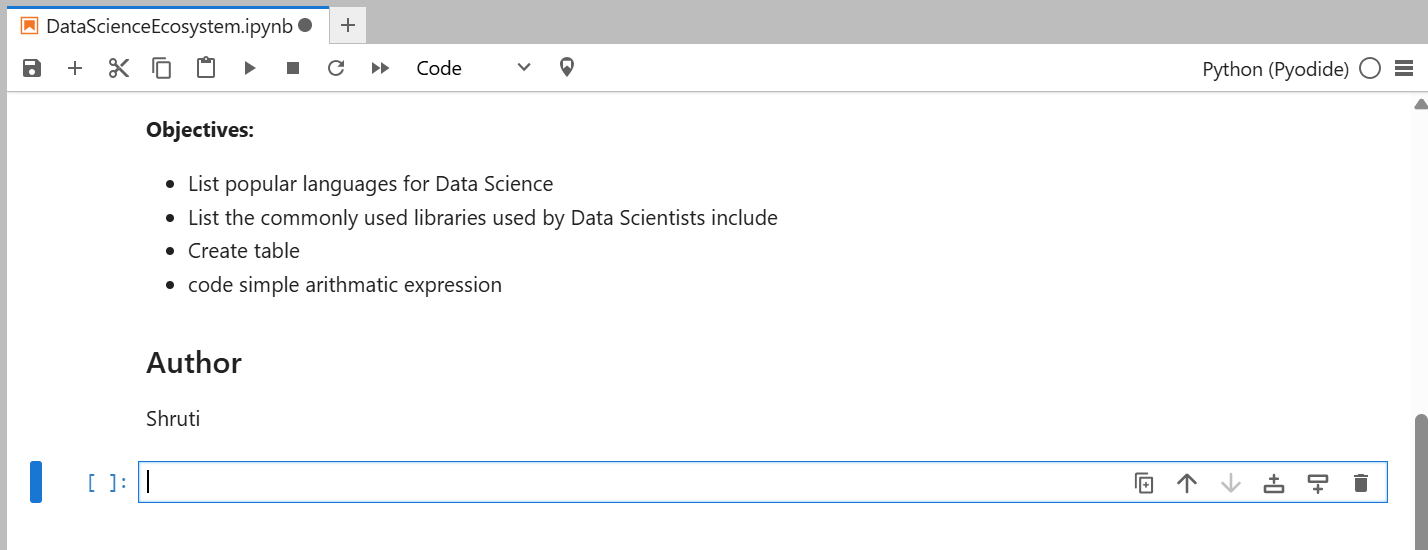 DataScienceEcosystem.ipynb
Code
Python (Pyodide)
Objectives:
List popular languages for Data Science
List the commonly used libraries used by Data Scientists include
Create table
code simple arithmatic expression
Author
Shruti
[ ]: